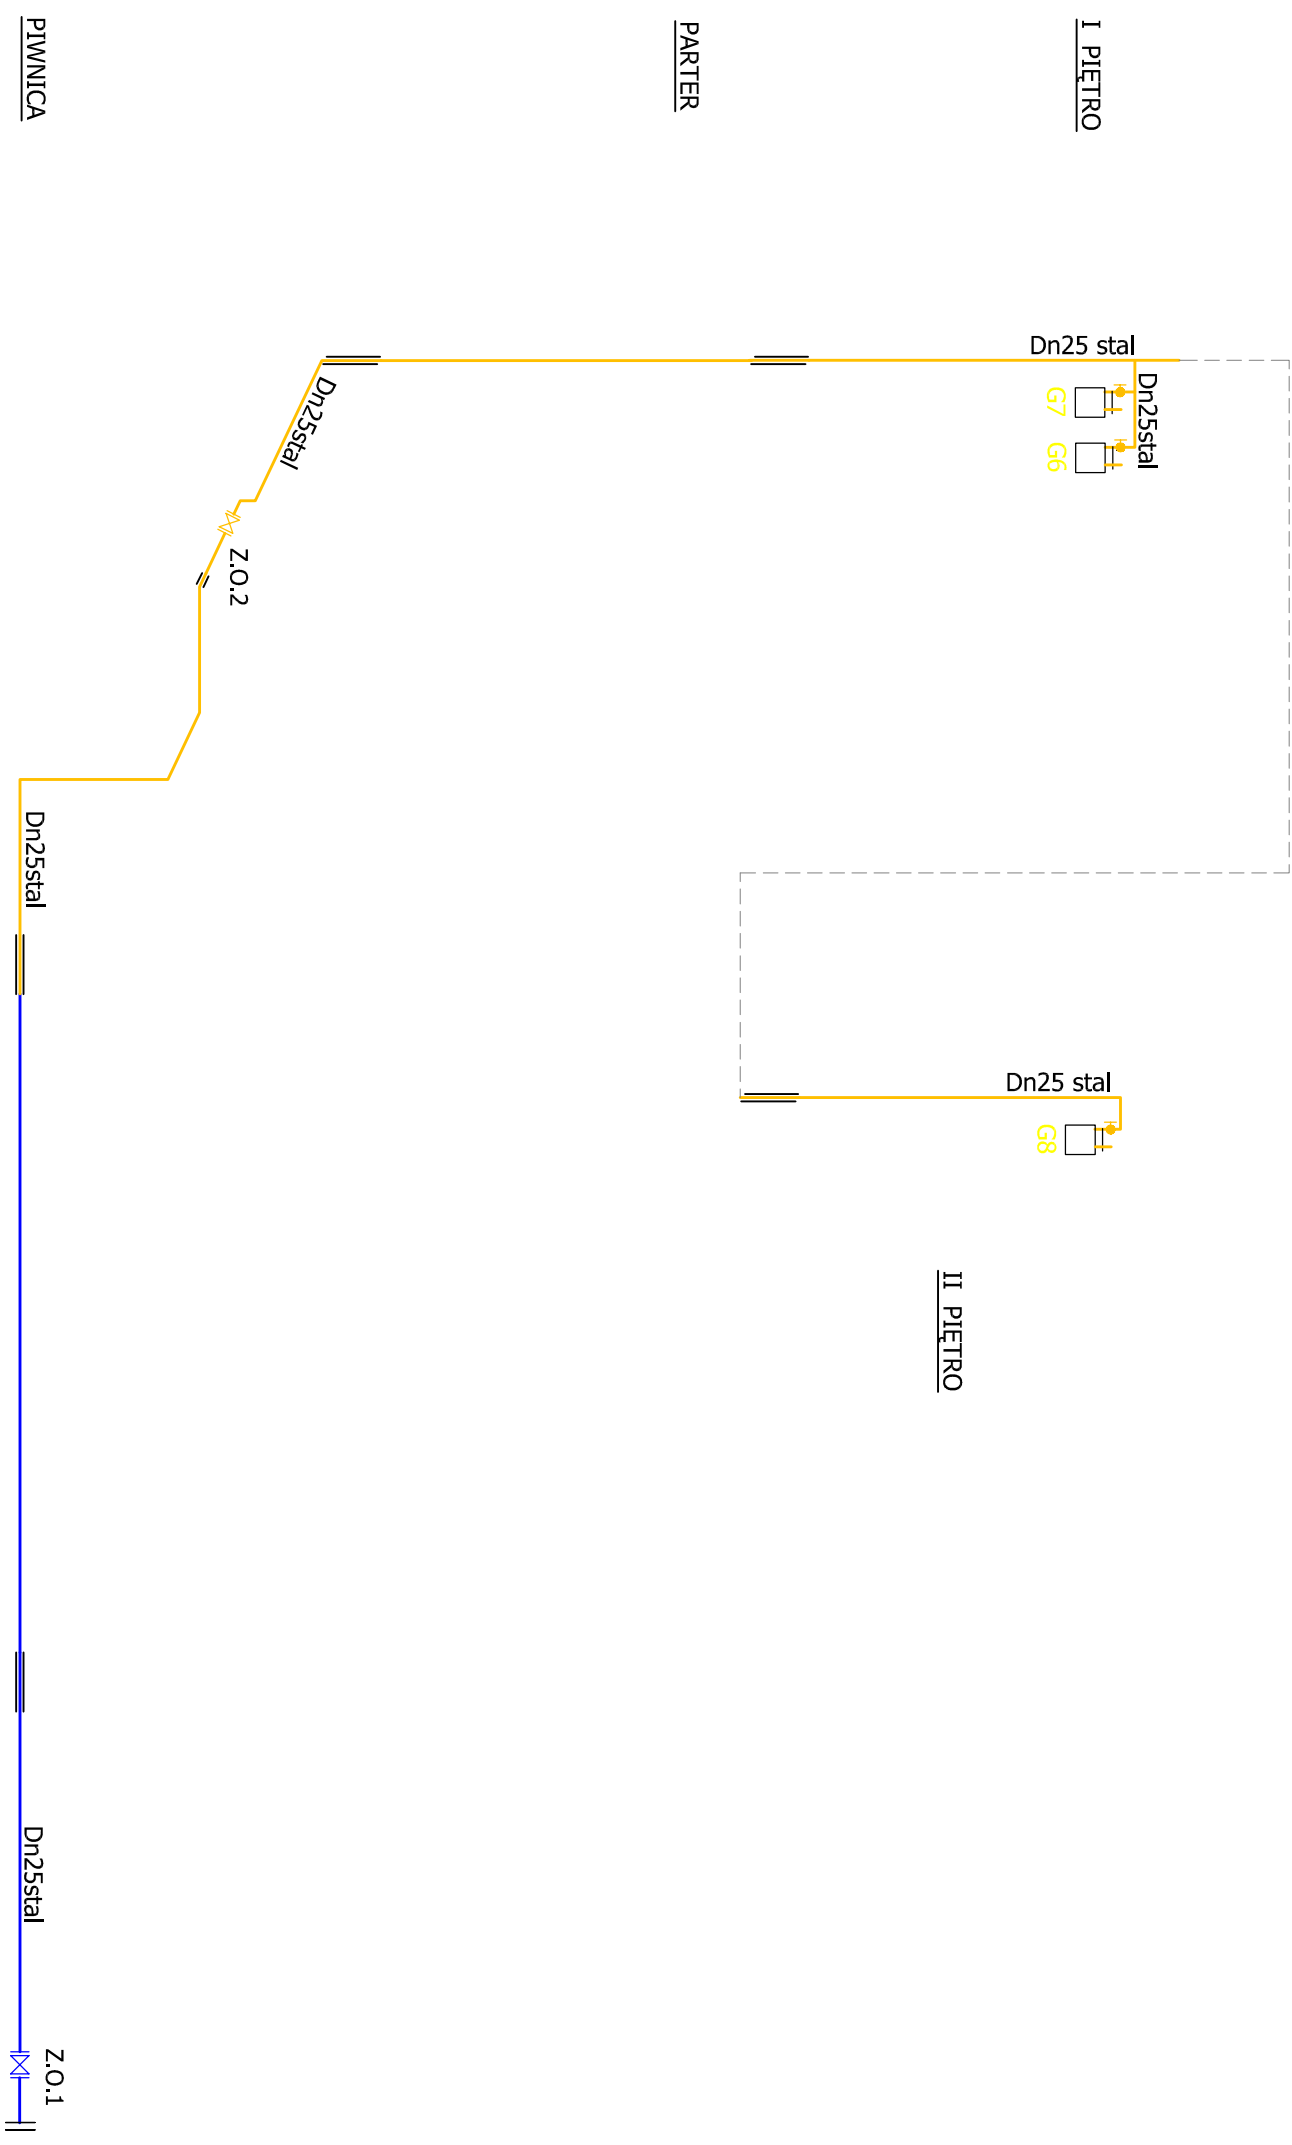 I PIĘTRO
PARTER
PIWNICA
Dn25 stal
Dn25stal
G7
G6
Dn25stal
Z.O.2
Dn25stal
Dn25 stal
G8
II PIĘTRO
Dn25stal
Z.O.1